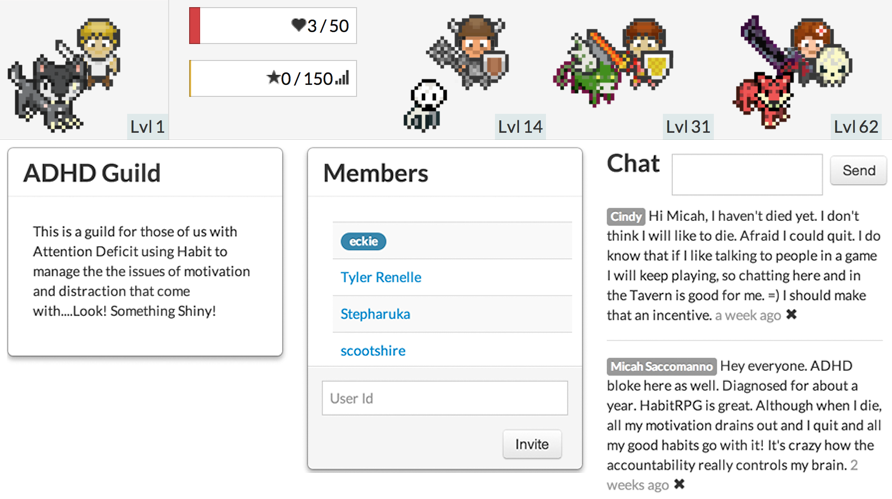 Lvl 1
3 / 50
0 / 150
Lvl 14
Lvl 31
Lvl 62
ADHD Guild
This is a guild for those of us with
Attention Deficit using Habit to
manage the the issues of motivation
and distraction that come
with....Look! Something Shiny!
Members
eckie
Tyler Renelle
Stepharuka
scootshire
User Id
Invite
Chat
Send
Cindy Hi Micah, I haven't died yet. I don't
think I will like to die. Afraid I could quit. I do
know that if I like talking to people in a game
I will keep playing, so chatting here and in
the Tavern is good for me. =) I should make
that an incentive. a week ago ✖
Micah Saccomanno Hey everyone. ADHD
bloke here as well. Diagnosed for about a
year. HabitRPG is great. Although when I die,
all my motivation drains out and I quit and all
my good habits go with it! It's crazy how the
accountability really controls my brain. 2
weeks ago ✖